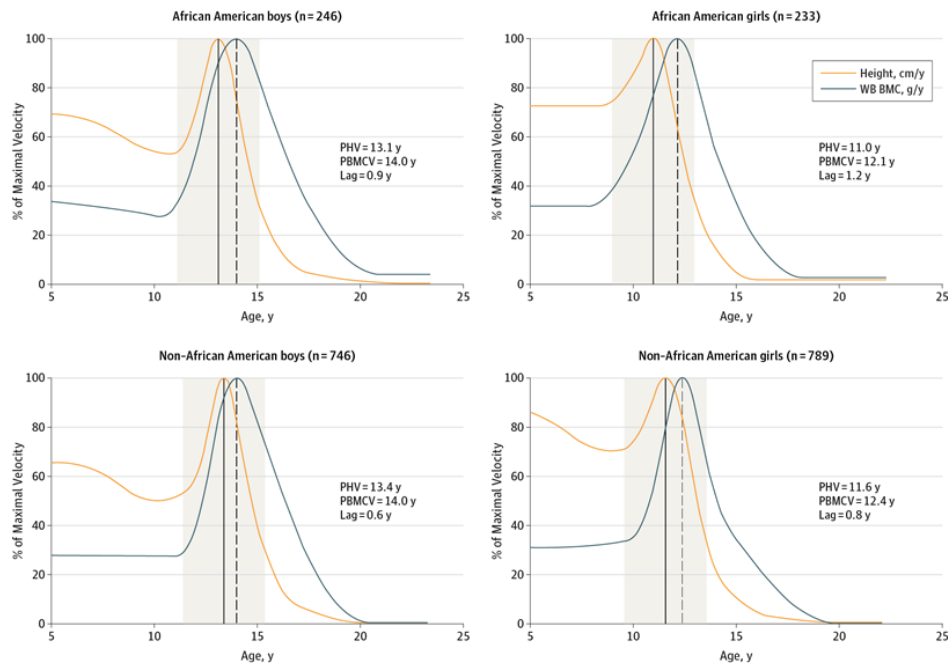 African American boys (n = 246)
100
80
60
40
20
0
% of Maximal Velocity
PHV = 13.1 y
PBMCV = 14.0 y
Lag = 0.9 y
5
10
15
20
25
Age, y
African American girls (n = 233)
100
80
60
40
20
0
% of Maximal Velocity
Height, cm/y
WB BMC, g/y
PHV = 11.0 y
PBMCV = 12.1 y
Lag = 1.2 y
5
10
15
20
25
Age, y
Non-African American boys (n = 746)
100
80
60
40
20
0
% of Maximal Velocity
PHV = 13.4 y
PBMCV = 14.0 y
Lag = 0.6 y
5
10
15
20
25
Age, y
Non-African American girls (n = 789)
100
80
60
40
20
0
% of Maximal Velocity
PHV = 11.6 y
PBMCV = 12.4 y
Lag = 0.8 y
5
10
15
20
25
Age, y